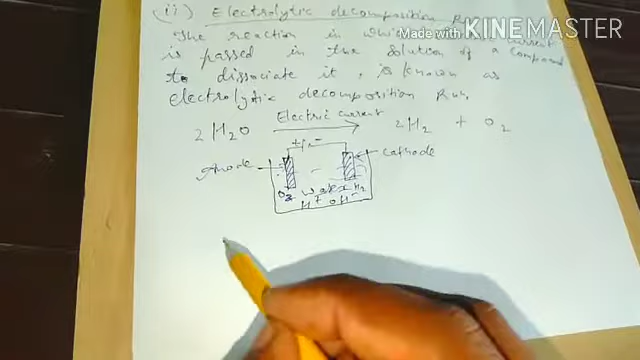 (ii) Electrolytic decomposition R
Made with KINEMASTER
The reaction in which current
is passed in the solution of a compound
to dissociate it, is known as
electrolytic decomposition Rxn.
2H2O Electric current → 2H2 + O2
+ -
Anode cathode
O2 water H2
H+ OH-